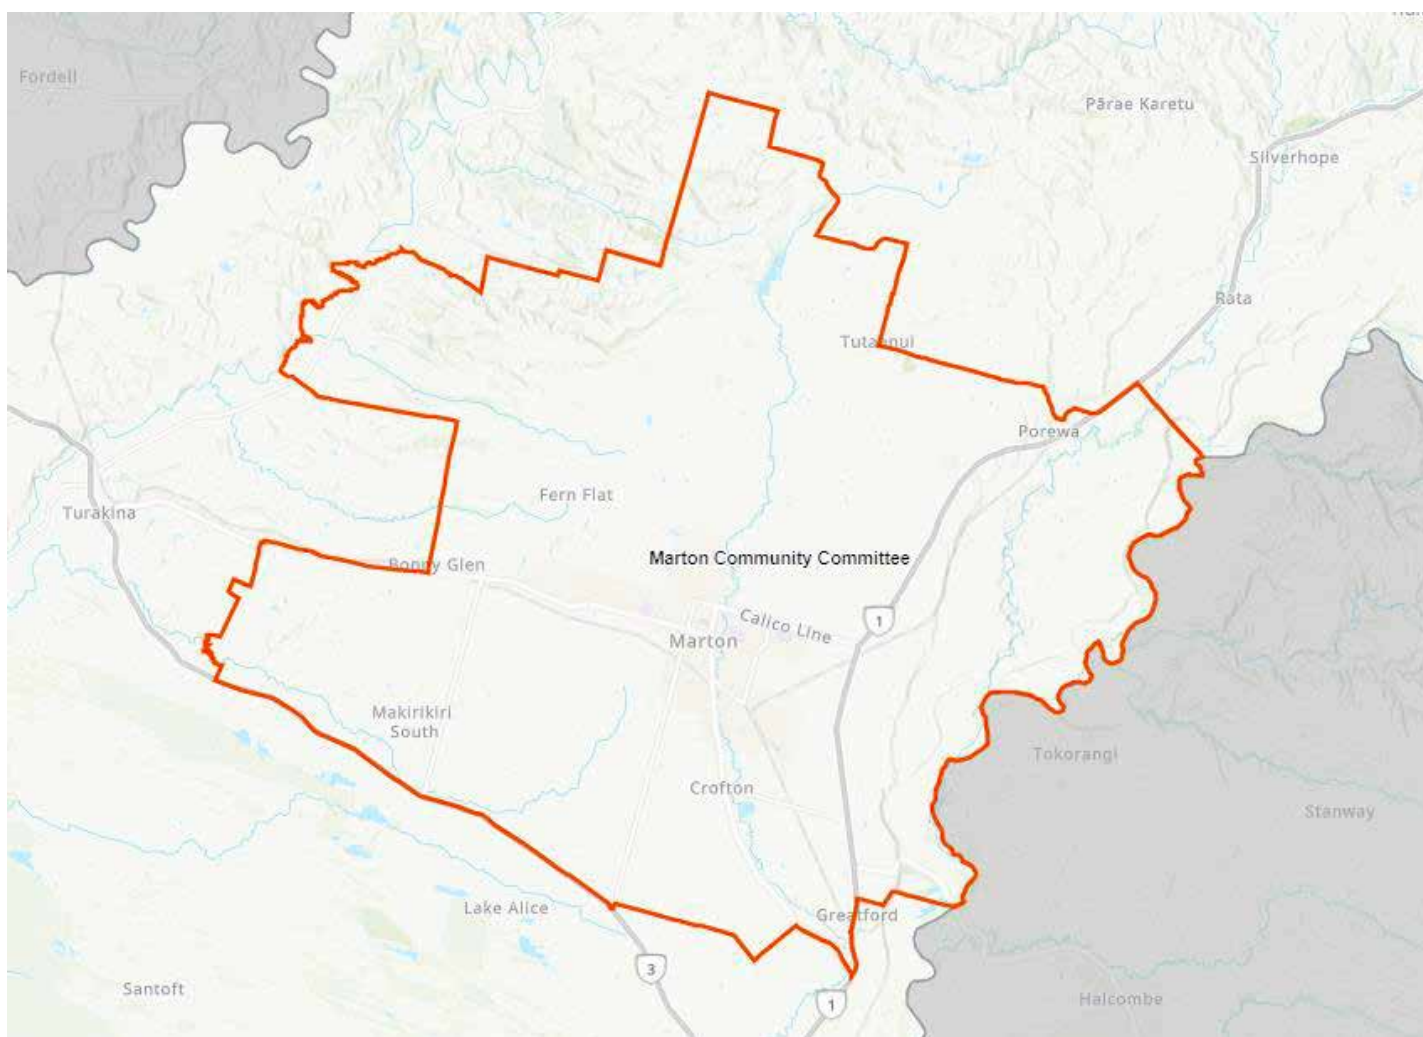 Fordell
Pārae Karetu
Silverhope
Rata
Tutaenui
Porewa
Turakina
Fern Flat
Bonny Glen
Marton Community Committee
1
Calico Line
Marton
Makirikiri
South
Tokorangi
Crofton
Stanway
Lake Alice
Greatford
3
Santoft
1
Halcombe